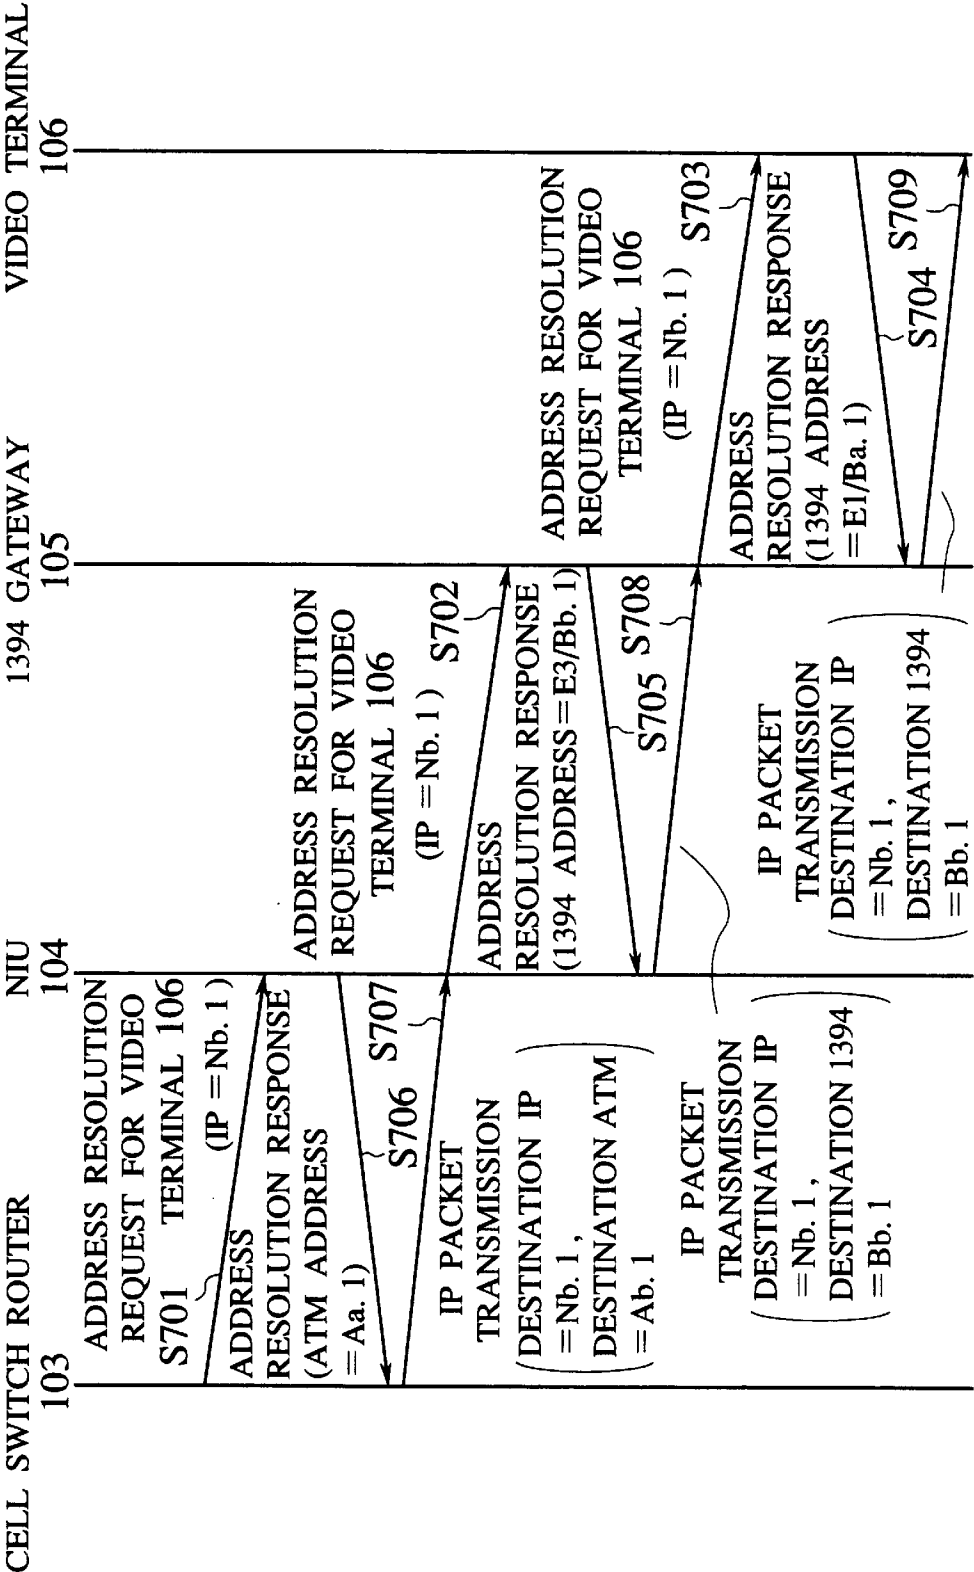 CELL SWITCH ROUTER
103
NIU
104
1394 GATEWAY
105
VIDEO TERMINAL
106
ADDRESS RESOLUTION
REQUEST FOR VIDEO
S701 TERMINAL 106
(IP =Nb. 1)
ADDRESS
RESOLUTION RESPONSE
(ATM ADDRESS
=Aa. 1)
S706
S707
IP PACKET
TRANSMISSION
DESTINATION IP
=Nb. 1,
DESTINATION ATM
=Ab. 1
IP PACKET
TRANSMISSION
DESTINATION IP
=Nb. 1,
DESTINATION 1394
=Bb. 1
ADDRESS RESOLUTION
REQUEST FOR VIDEO
TERMINAL 106
(IP =Nb. 1)
S702
ADDRESS
RESOLUTION RESPONSE
(1394 ADDRESS=E3/Bb. 1)
S705
S708
IP PACKET
TRANSMISSION
DESTINATION IP
=Nb. 1,
DESTINATION 1394
=Bb. 1
ADDRESS RESOLUTION
REQUEST FOR VIDEO
TERMINAL 106
(IP =Nb. 1)
S703
ADDRESS
RESOLUTION RESPONSE
(1394 ADDRESS
=E1/Ba. 1)
S704
S709